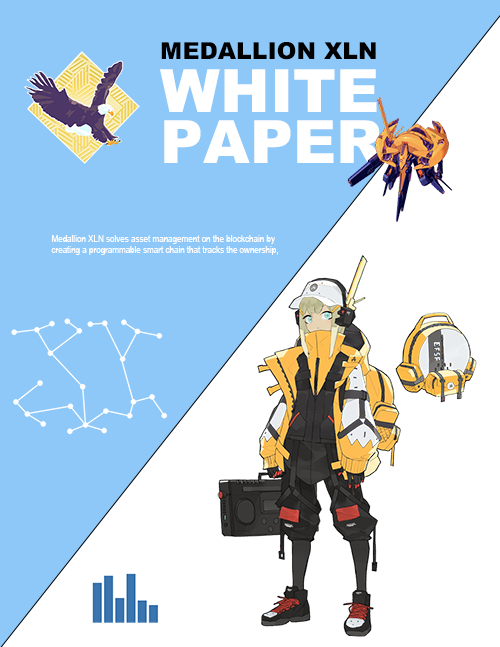 MEDALLION XLN
WHITE
PAPER
Medallion XLN solves asset management on the blockchain by
creating a programmable smart chain that tracks the ownership,
EFSF